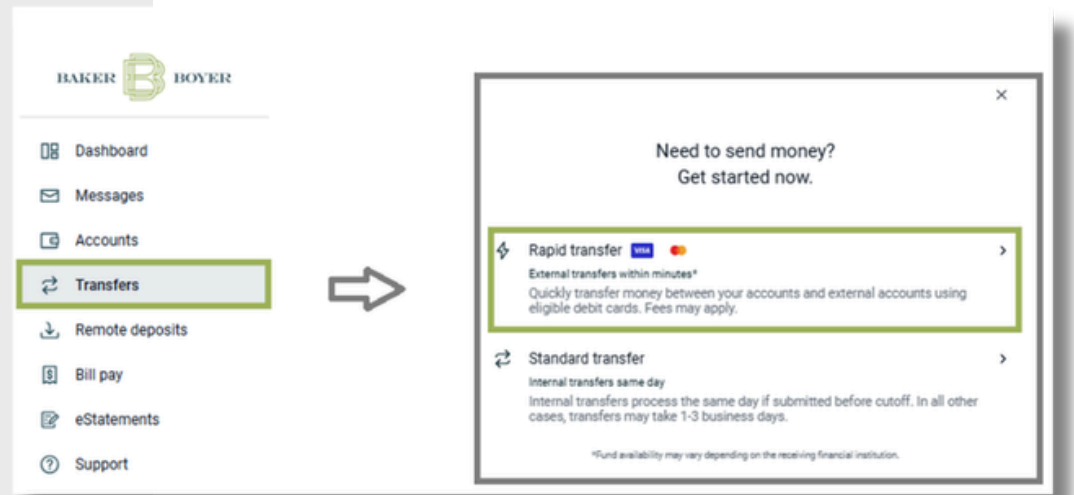 BAKER B BOYER
Dashboard
Messages
Accounts
Transfers
Remote deposits
Bill pay
eStatements
Support
Need to send money?
Get started now.
Rapid transfer VISA
External transfers within minutes*
Quickly transfer money between your accounts and external accounts using
eligible debit cards. Fees may apply.
Standard transfer
Internal transfers same day
Internal transfers process the same day if submitted before cutoff. In all other
cases, transfers may take 1-3 business days.
*Fund availability may vary depending on the receiving financial institution.